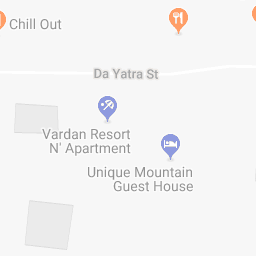 Chill Out
Da Yatra St
Vardan Resort
N' Apartment
Unique Mountain
Guest House